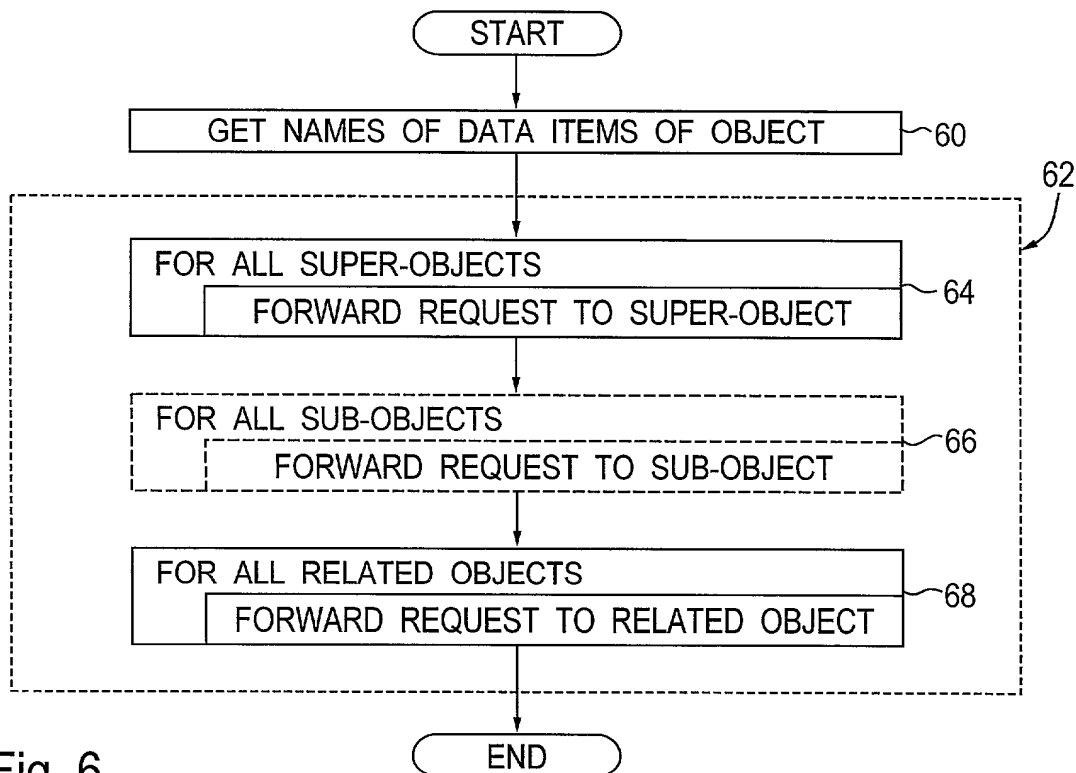 START
GET NAMES OF DATA ITEMS OF OBJECT
60
62
FOR ALL SUPER-OBJECTS
FORWARD REQUEST TO SUPER-OBJECT
64
FOR ALL SUB-OBJECTS
FORWARD REQUEST TO SUB-OBJECT
66
FOR ALL RELATED OBJECTS
FORWARD REQUEST TO RELATED OBJECT
68
END
Fig. 6